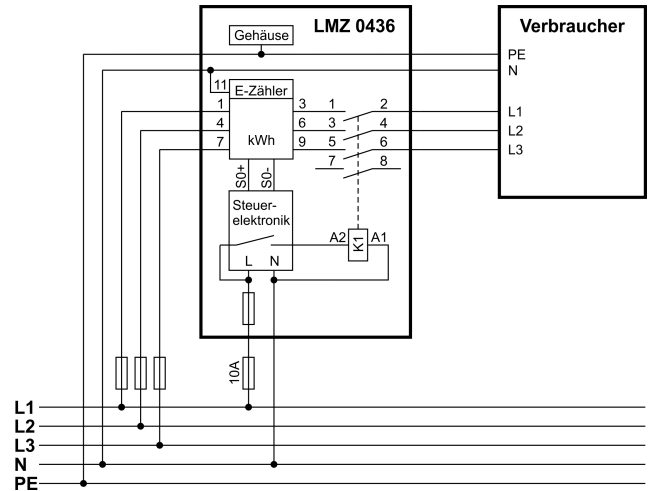 LMZ 0436
Verbraucher
Gehäuse
PE
N
11
E-Zähler
1 3 1 2 L1
4 6 3 4 L2
7 kWh 9 5 6 L3
7 8
S0+ S0-
Steuer-
elektronik
A2 K1 A1
L N
10A
L1
L2
L3
N
PE